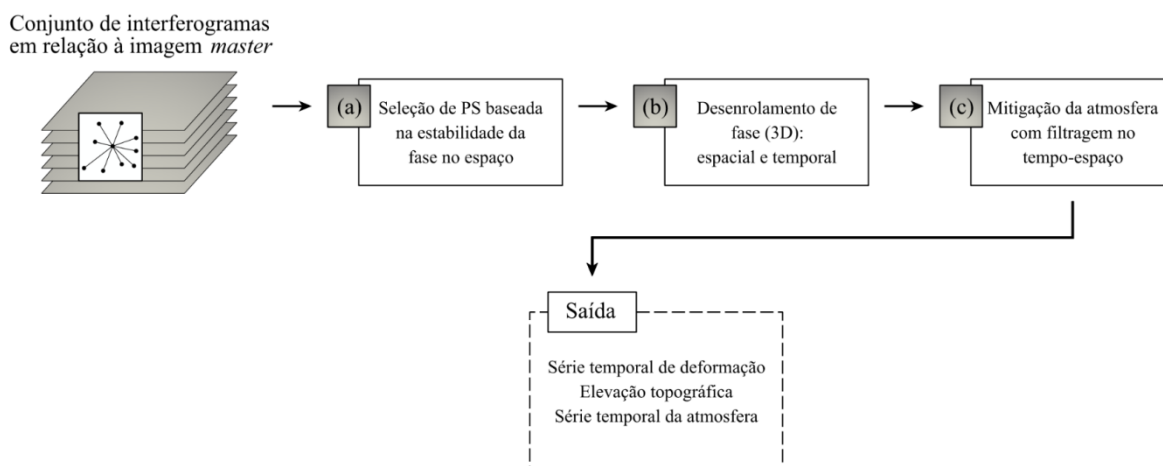 Conjunto de interferogramas
em relação à imagem master
(a)
Seleção de PS baseada
na estabilidade da
fase no espaço
(b)
Desenrolamento de
fase (3D):
espacial e temporal
(c)
Mitigação da atmosfera
com filtragem no
tempo-espaço
Saída
Série temporal de deformação
Elevação topográfica
Série temporal da atmosfera